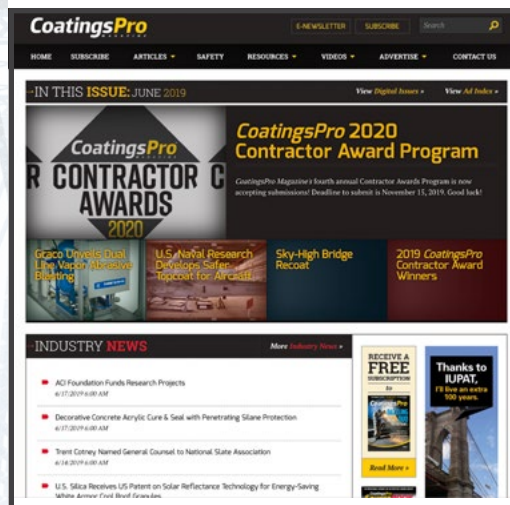 CoatingsPro
MAGAZINE
E-NEWSLETTER
SUBSCRIBE
Search
HOME SUBSCRIBE ARTICLES SAFETY RESOURCES VIDEOS ADVERTISE CONTACT US
IN THIS ISSUE: JUNE 2019
View Digital Issues »
View Ad Index »
CoatingsPro
R CONTRACTOR C
AWARDS
2020
CoatingsPro 2020
Contractor Award Program
CoatingsPro Magazine's fourth annual Contractor Awards Program is now
accepting submissions! Deadline to submit is November 15, 2019. Good luck!
Graco Unveils Dual
Line Vapor Abrasive
Blasting
U.S. Naval Research
Develops Safer
Topcoat for Aircraft
Sky-High Bridge
Recoat
2019 CoatingsPro
Contractor Award
Winners
INDUSTRY NEWS
More Industry News »
ACI Foundation Funds Research Projects
6/17/2019 6:00 AM
Decorative Concrete Acrylic Cure & Seal with Penetrating Silane Protection
6/17/2019 6:00 AM
Trent Cotney Named General Counsel to National Slate Association
6/14/2019 6:00 AM
U.S. Silica Receives US Patent on Solar Reflectance Technology for Energy-Saving
White Armor Cool Roof Granules
RECEIVE A
FREE
SUBSCRIPTION
to
CoatingsPro
Read More »
Thanks to
IUPAT,
I'll live an extra
100 years.